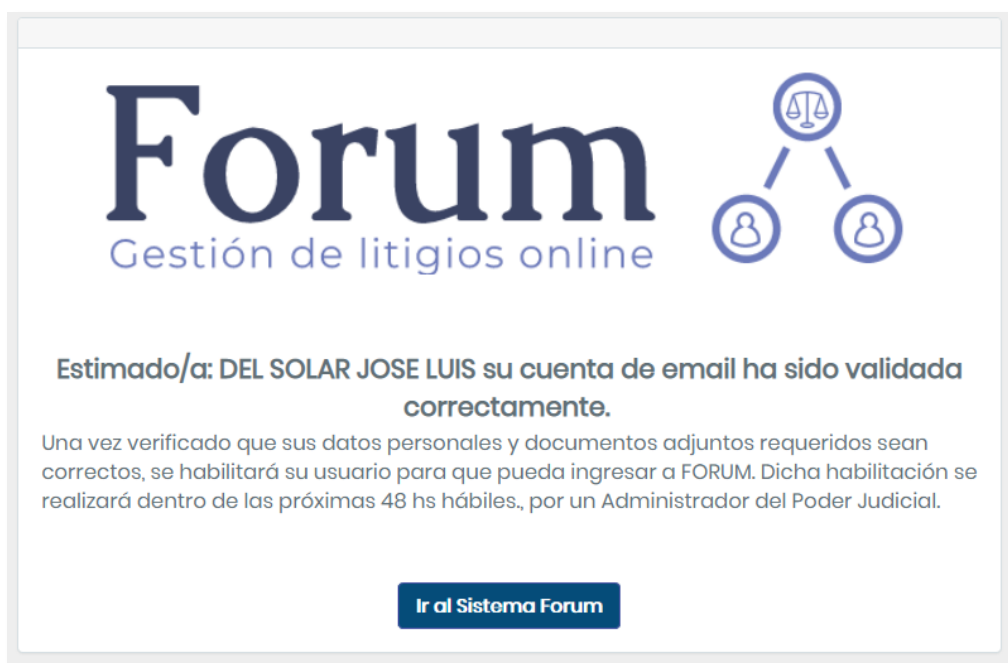 Forum
Gestión de litigios online
Estimado/a: DEL SOLAR JOSE LUIS su cuenta de email ha sido validada
correctamente.
Una vez verificado que sus datos personales y documentos adjuntos requeridos sean
correctos, se habilitará su usuario para que pueda ingresar a FORUM. Dicha habilitación se
realizará dentro de las próximas 48 hs hábiles., por un Administrador del Poder Judicial.
Ir al Sistema Forum